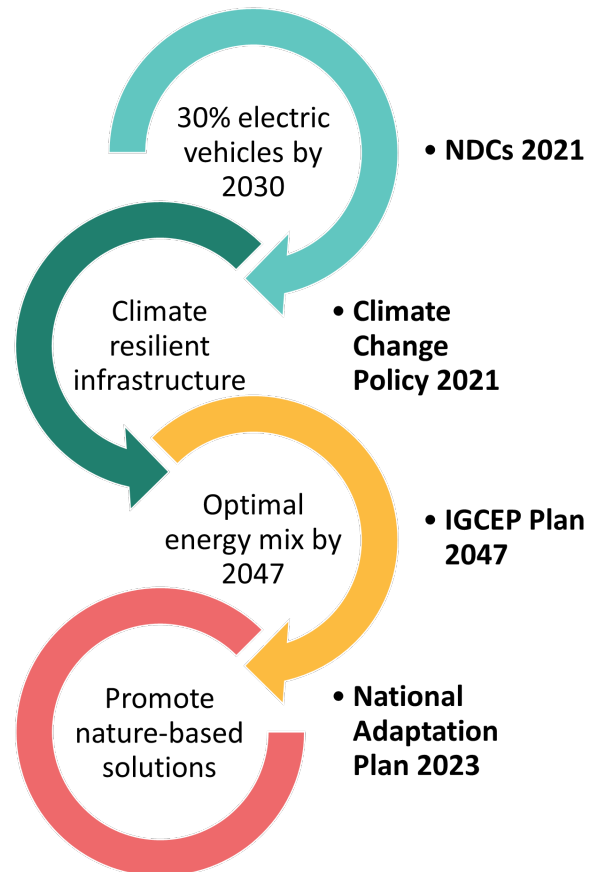 30% electric
vehicles by
2030
• NDCs 2021
Climate
resilient
infrastructure
• Climate
Change
Policy 2021
Optimal
energy mix by
2047
• IGCEP Plan
2047
Promote
nature-based
solutions
• National
Adaptation
Plan 2023